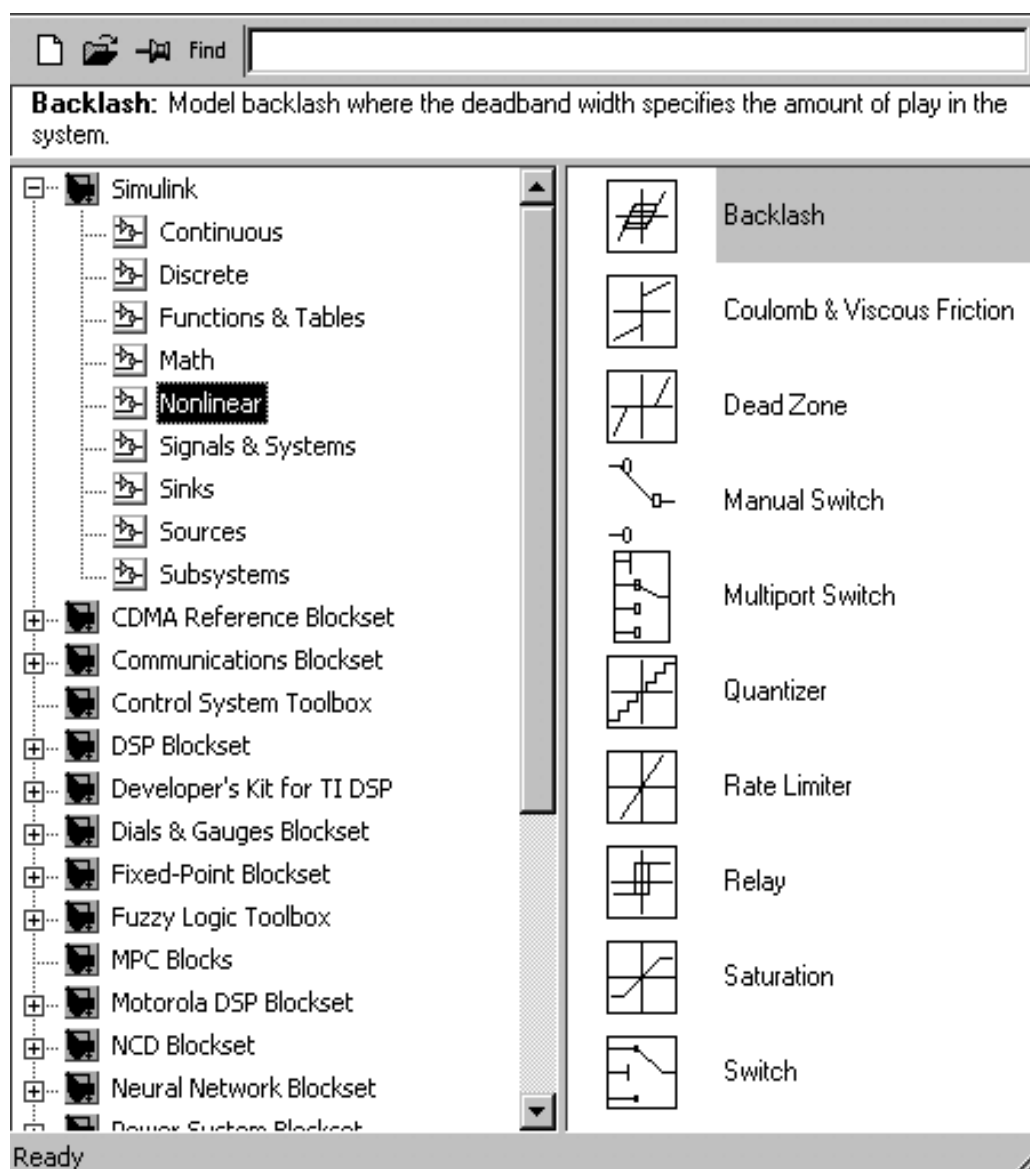 Find
Backlash: Model backlash where the deadband width specifies the amount of play in the
system.
Simulink
Continuous
Discrete
Functions & Tables
Math
Nonlinear
Signals & Systems
Sinks
Sources
Subsystems
CDMA Reference Blockset
Communications Blockset
Control System Toolbox
DSP Blockset
Developer's Kit for TI DSP
Dials & Gauges Blockset
Fixed-Point Blockset
Fuzzy Logic Toolbox
MPC Blocks
Motorola DSP Blockset
NCD Blockset
Neural Network Blockset
Power System Blockset
Backlash
Coulomb & Viscous Friction
Dead Zone
Manual Switch
Multiport Switch
Quantizer
Rate Limiter
Relay
Saturation
Switch
Ready